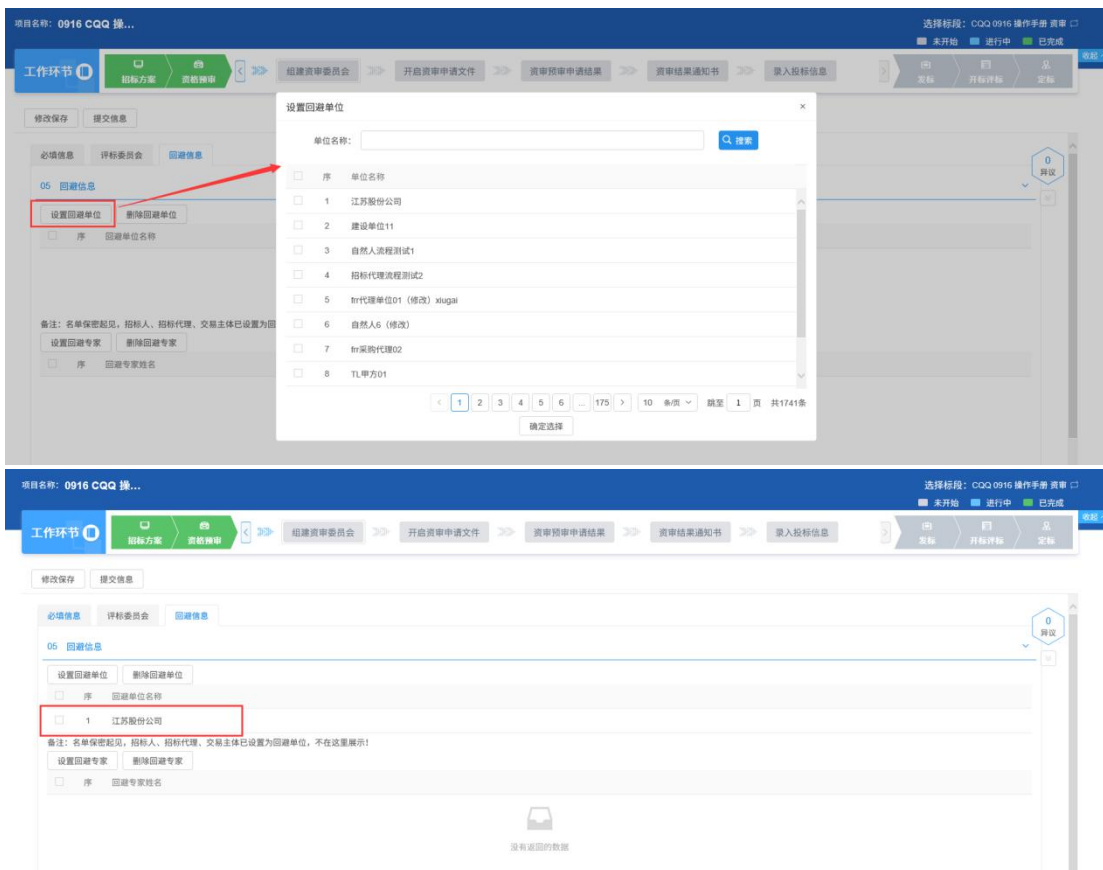 项目名称: 0916 CQQ 操...
选择标段: CQQ 0916 操作手册 资审
未开始 进行中 已完成
收起
工作环节
招标方案 资格预审 组建资审委员会 开启资审申请文件 资审预审申请结果 资审结果通知书 录入投标信息 发标 开标评标 定标
修改保存 提交信息
必填信息 评标委员会 回避信息
0
异议
05 回避信息
设置回避单位 删除回避单位
序 回避单位名称
备注: 名单保密起见, 招标人、招标代理、交易主体已设置为回
设置回避专家 删除回避专家
序 回避专家姓名
设置回避单位 ×
单位名称: 搜索
序 单位名称
1 江苏股份公司
2 建设单位11
3 自然人流程测试1
4 招标代理流程测试2
5 frr代理单位01 (修改) xiugai
6 自然人6 (修改)
7 frr采购代理02
8 TL甲方01
< 1 2 3 4 5 6 ... 175 > 10 条/页 跳至 1 页 共1741条
确定选择
项目名称: 0916 CQQ 操...
选择标段: CQQ 0916 操作手册 资审
未开始 进行中 已完成
收起
工作环节
招标方案 资格预审 组建资审委员会 开启资审申请文件 资审预审申请结果 资审结果通知书 录入投标信息 发标 开标评标 定标
修改保存 提交信息
必填信息 评标委员会 回避信息
0
异议
05 回避信息
设置回避单位 删除回避单位
序 回避单位名称
1 江苏股份公司
备注: 名单保密起见, 招标人、招标代理、交易主体已设置为回避单位, 不在这里展示!
设置回避专家 删除回避专家
序 回避专家姓名
没有返回的数据